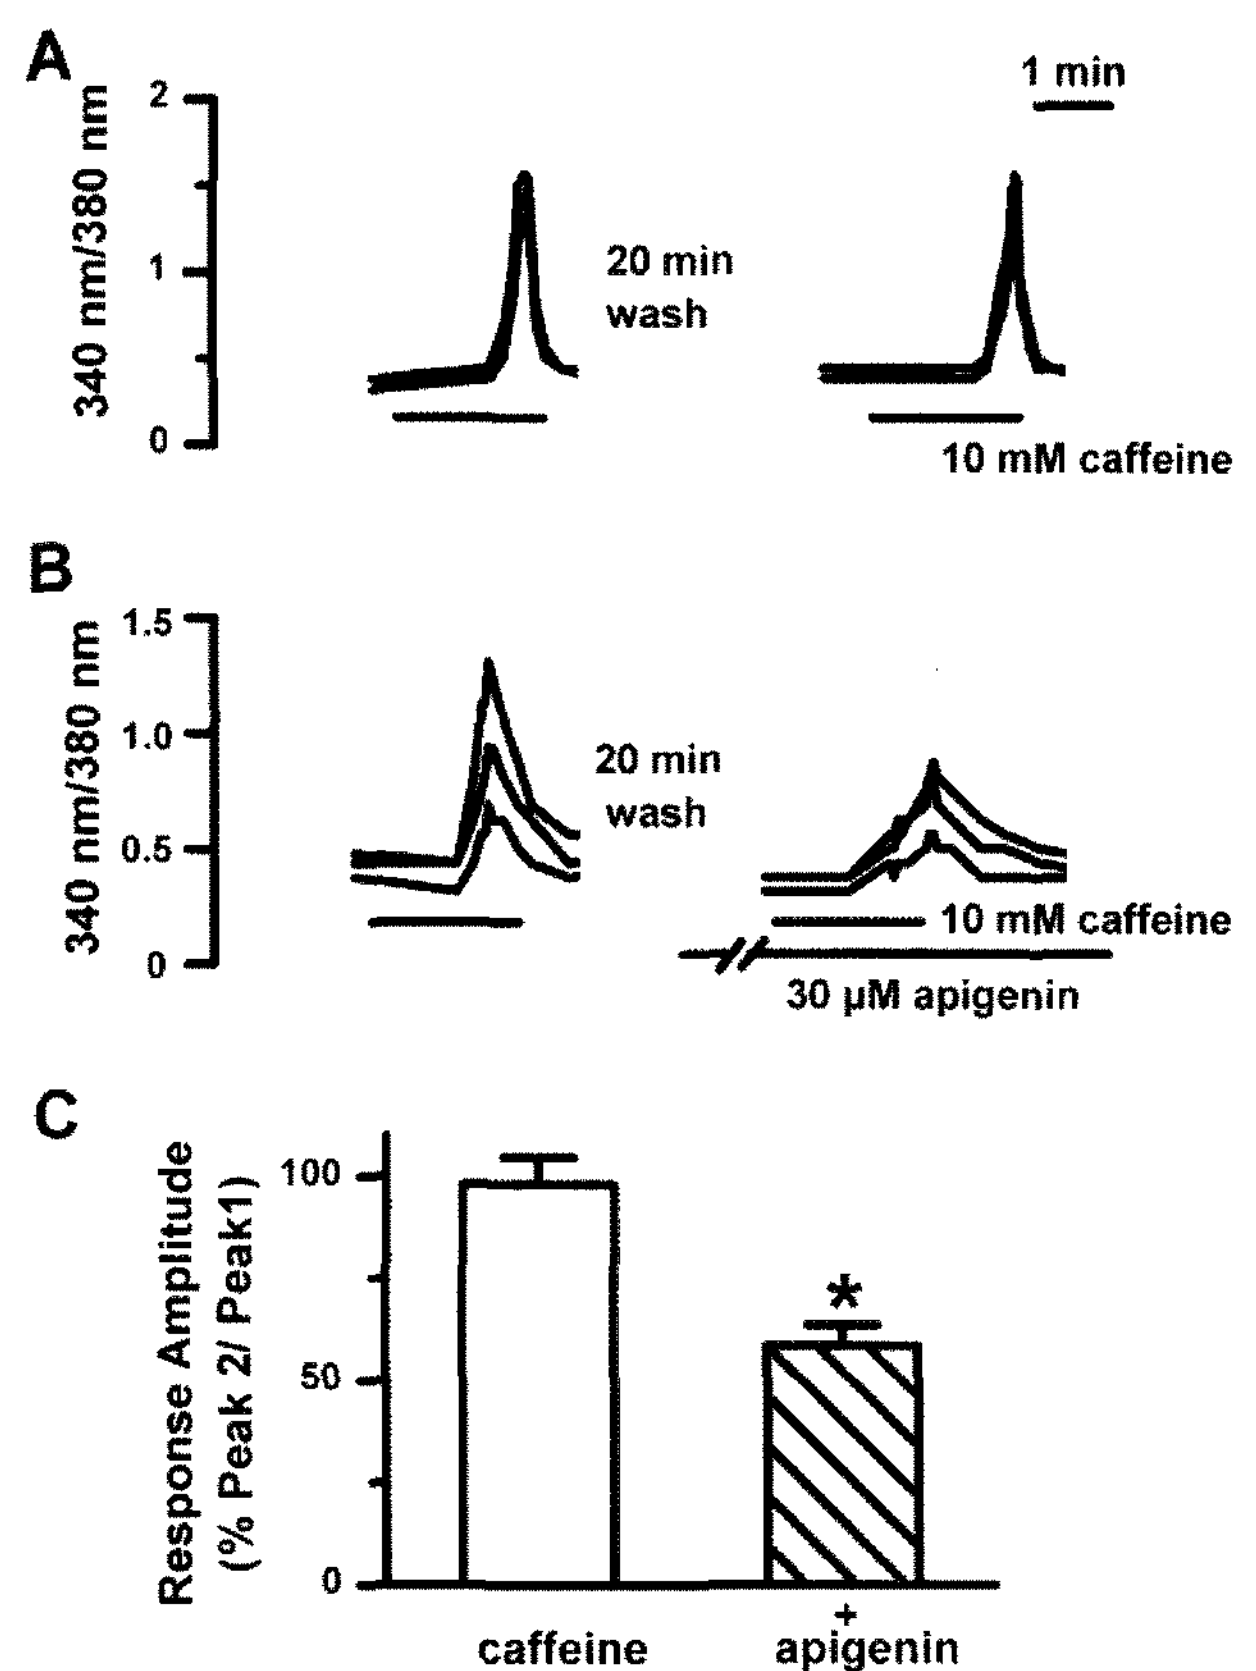 A
1 min
2
1
0
340 nm/380 nm
20 min
wash
10 mM caffeine
B
1.5
1.0
0.5
0
340 nm/380 nm
20 min
wash
10 mM caffeine
30 µM apigenin
C
Response Amplitude
(% Peak 2/ Peak1)
100
50
0
*
caffeine
+
apigenin